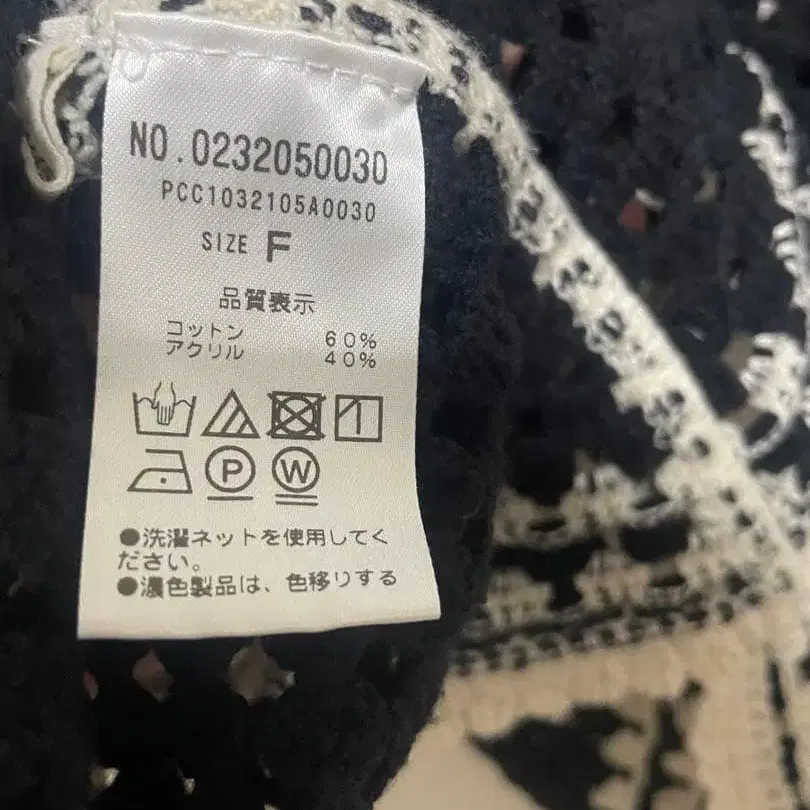 NO.0232050030
PCC1032105A0030
SIZE F
品質表示
コットン 60%
アクリル 40%
P W
●洗濯ネットを使用してく
ださい。
●濃色製品は、色移りする